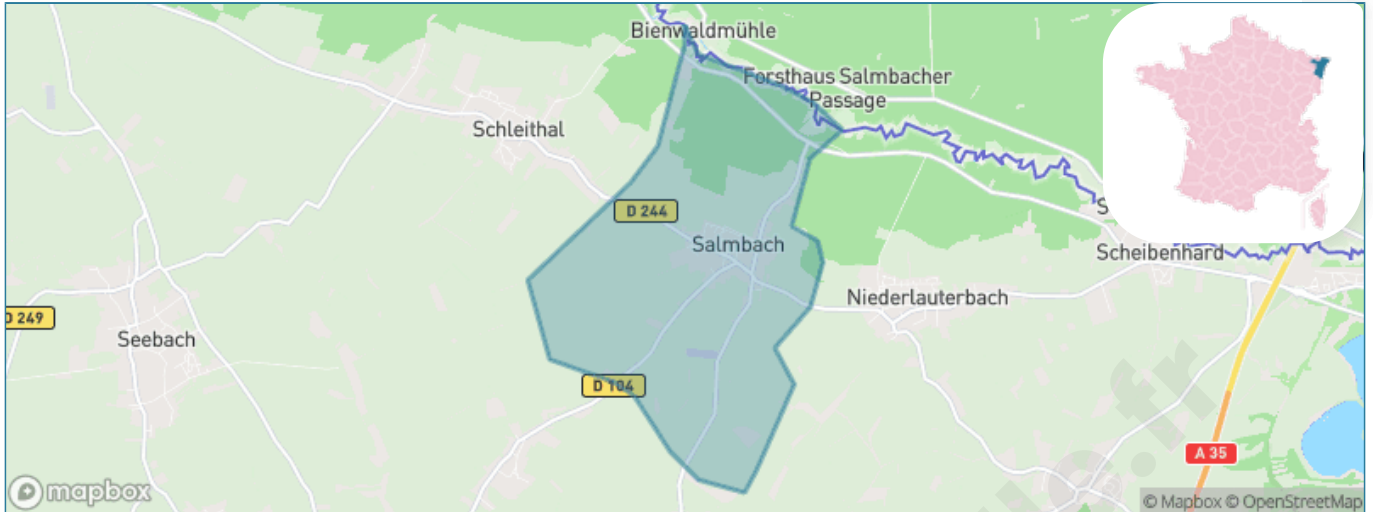 Bienwaldmühle
Forsthaus Salmbacher
Passage
Schleithal
D 244
S
Salmbach
Scheibenhard
Niederlauterbach
D 249
Seebach
D 104
A 35
mapbox
© Mapbox © OpenStreetMap